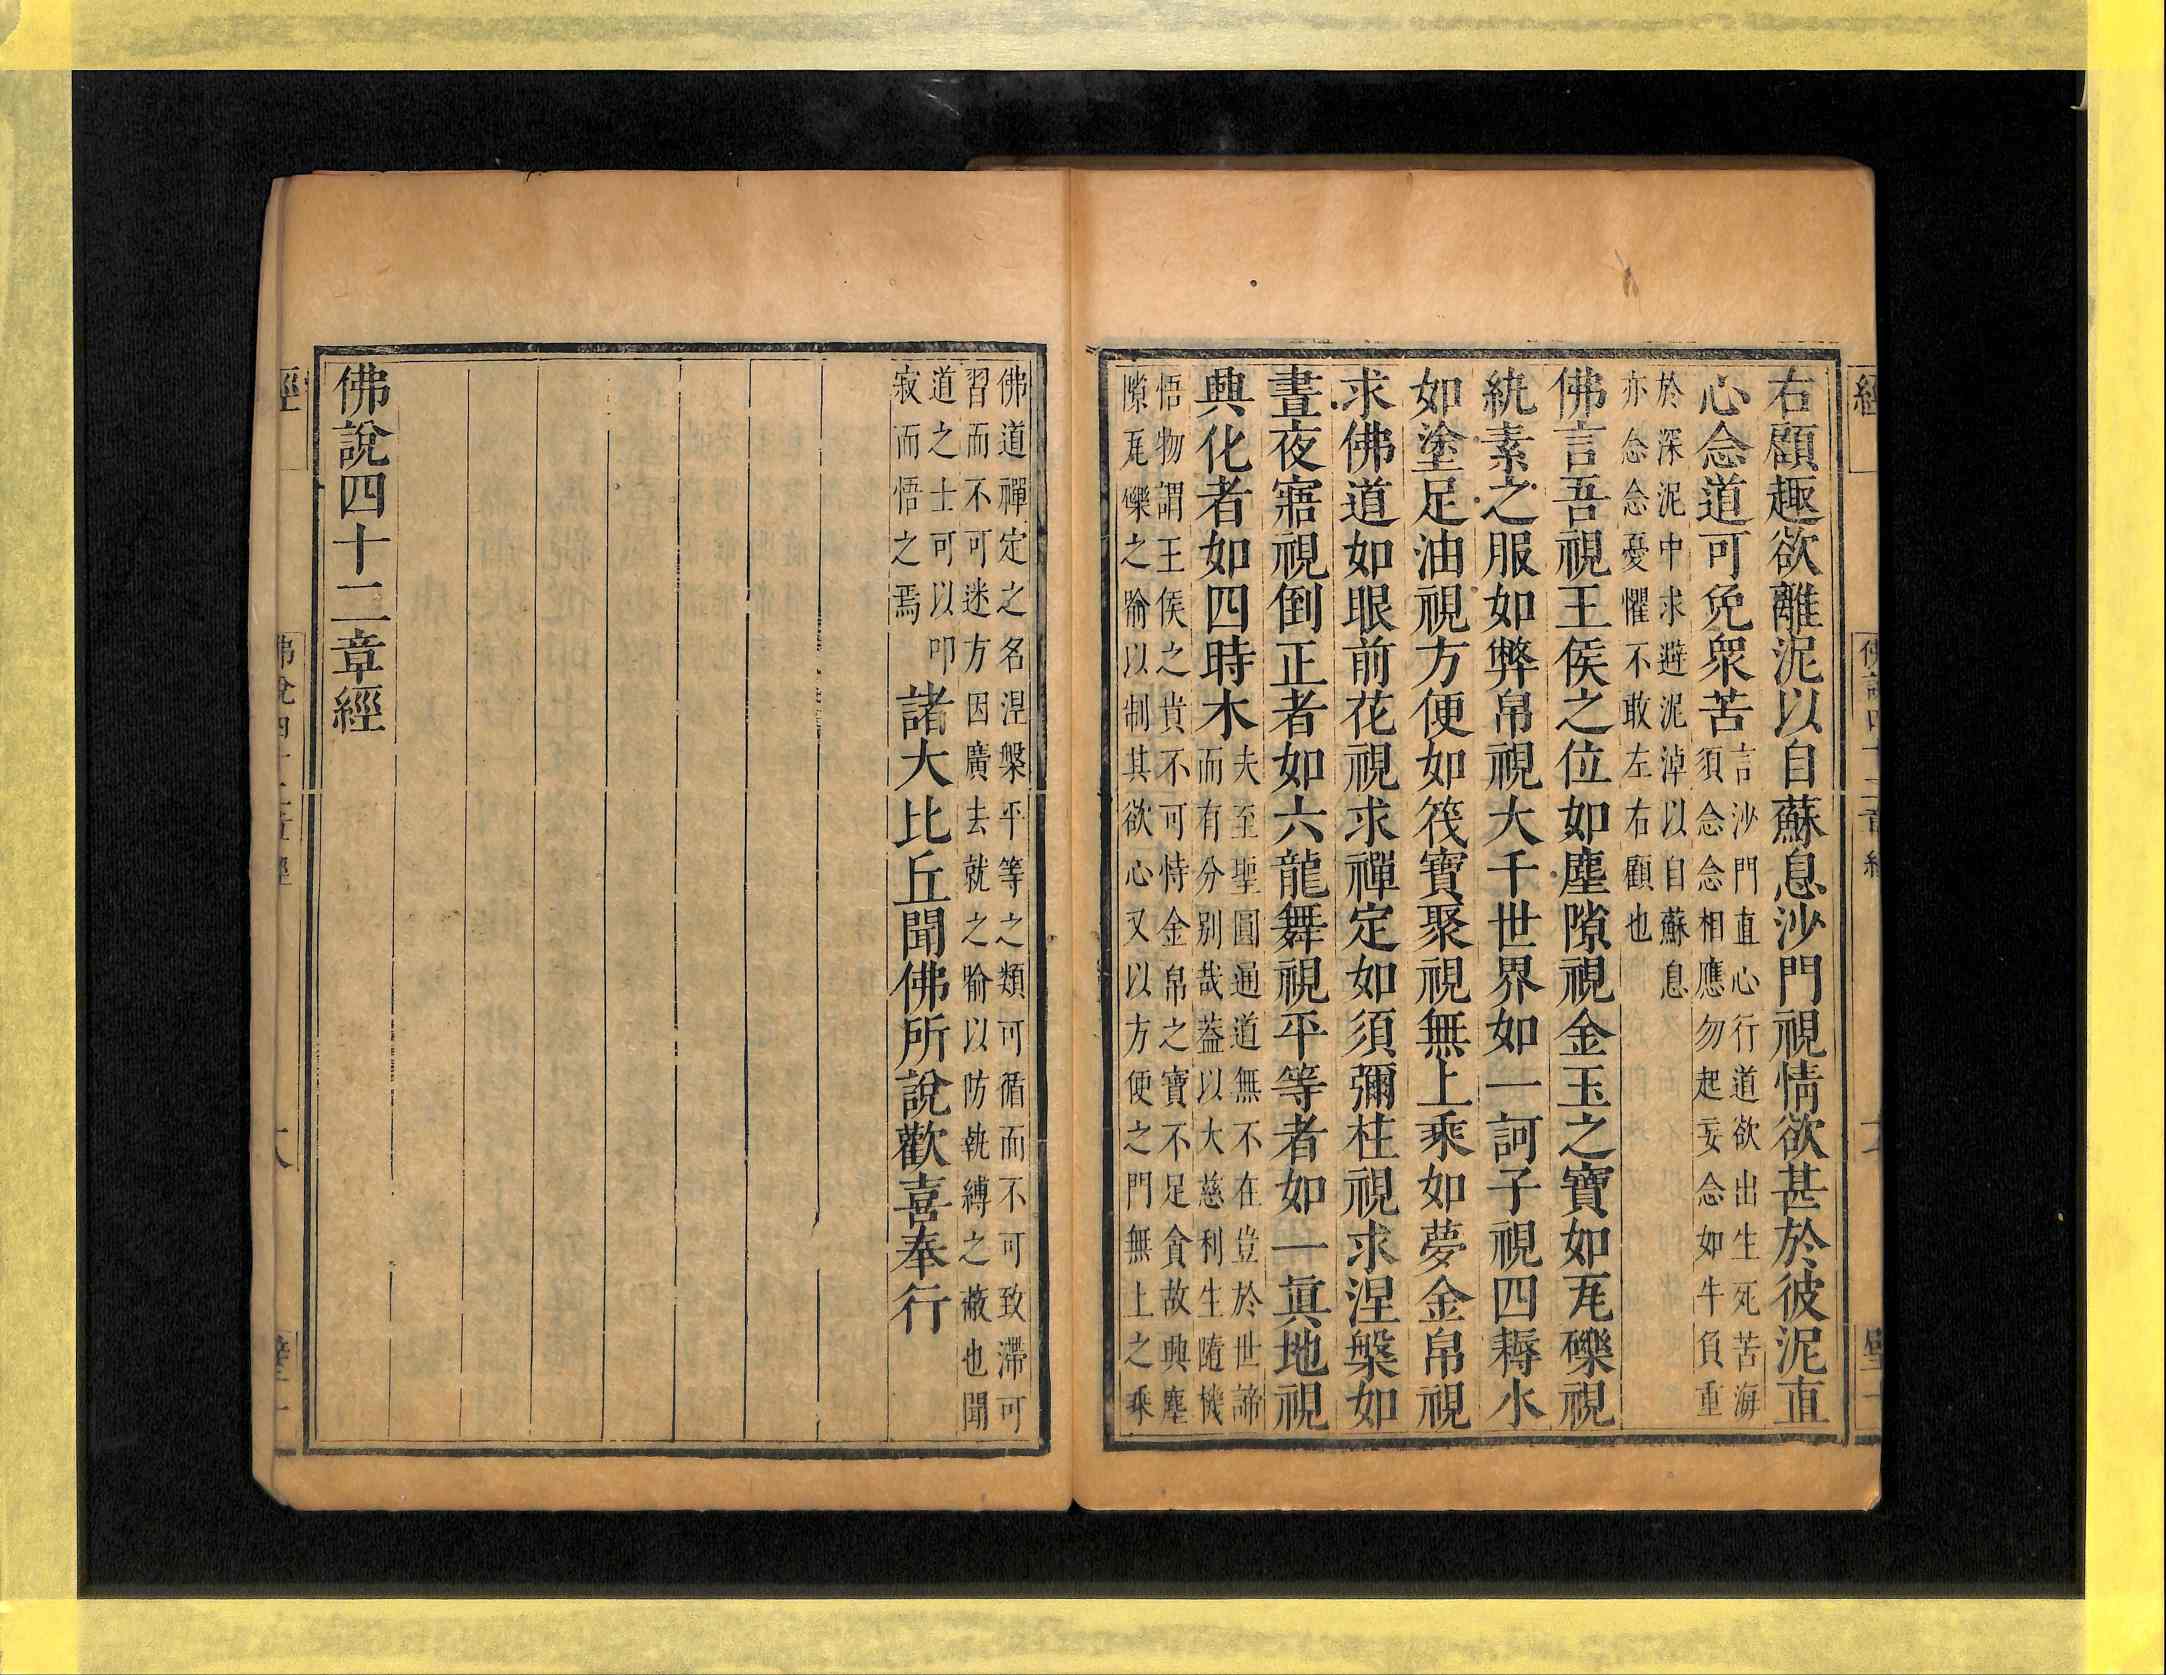 右顧趣欲離泥以自蘇息沙門視情欲甚於彼泥直
心念道可免衆苦
言沙門直心行道欲出生死苦海
須念念相應勿起妄念如牛負重
於深泥中求避泥淖以自蘇息
亦念念憂懼不敢左右顧也
佛言吾視王侯之位如塵隙視金玉之寶如瓦礫視
紈素之服如弊帛視大千世界如一訶子視四耨水
如塗足油視方便如筏寶聚視無上乘如夢金帛視
求佛道如眼前花視求禪定如須彌柱視求涅槃如
晝夜寤視倒正者如六龍舞視平等者如一眞地視
興化者如四時木
夫至聖圓通道無不在豈於世諦
而有分別哉蓋以大慈利生隨機
悟物謂王侯之貴不可恃金帛之寶不足貪故興塵
隙瓦礫之喻以制其欲心又以方便之門無上之乘
佛道禪定之名涅槃平等之類可循而不可致滯可
習而不可迷方因廣去就之喻以防執縛之蔽也聞
道之士可以叩
寂而悟之焉
諸大比丘聞佛所說歡喜奉行
佛說四十二章經
經
佛說四十二章經